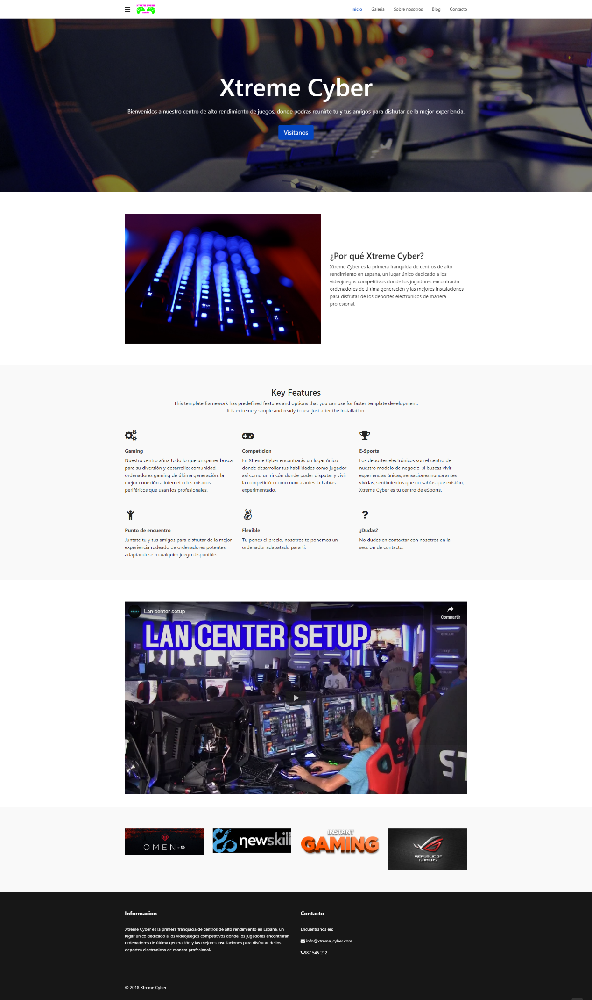 XTREME CYBER
Inicio
Galeria
Sobre nosotros
Blog
Contacto
Xtreme Cyber
Bienvenidos a nuestro centro de alto rendimiento de juegos, donde podras reunirte tu y tus amigos para disfrutar de la mejor experiencia.
Visitanos
¿Por qué Xtreme Cyber?
Xtreme Cyber es la primera franquicia de centros de alto
rendimiento en España, un lugar único dedicado a los
videojuegos competitivos donde los jugadores encontrarán
ordenadores de última generación y las mejores instalaciones
para disfrutar de los deportes electrónicos de manera
profesional.
Key Features
This template framework has predefined features and options that you can use for faster template development.
It is extremely simple and ready to use just after the installation.
Gaming
Nuestro centro aúna todo lo que un gamer busca
para su diversión y desarrollo; comunidad,
ordenadores gaming de última generación, la
mejor conexión a internet o los mismos
periféricos que usan los profesionales.
Competicion
En Xtreme Cyber encontrarás un lugar único
donde desarrollar tus habilidades como jugador
así como un rincón donde poder disputar y vivir
la competición como nunca antes la habías
experimentado.
E-Sports
Los deportes electrónicos son el centro de
nuestro modelo de negocio, si buscas vivir
experiencias únicas, sensaciones nunca antes
vividas, sentimientos que no sabías que existían,
Xtreme Cyber es tu centro de eSports.
Punto de encuentro
Juntate tu y tus amigos para disfrutar de la mejor
experiencia rodeado de ordenadores potentes,
adaptandose a cualquier juego disponible.
Flexible
Tu pones el precio, nosotros te ponemos un
ordenador adapatado para ti.
¿Dudas?
No dudes en contactar con nosotros en la
seccion de contacto.
Lan center setup
Compartir
LAN CENTER SETUP
E-BLUE
MARIAN
E-BLUE
ST
OMEN by hp
newskill
INSTANT
GAMING
REPUBLIC OF
GAMERS
Informacion
Xtreme Cyber es la primera franquicia de centros de alto rendimiento en España, un
lugar único dedicado a los videojuegos competitivos donde los jugadores encontrarán
ordenadores de última generación y las mejores instalaciones para disfrutar de los
deportes electrónicos de manera profesional.
Contacto
Encuentranos en:
info@xtreme_cyber.com
987 545 212
© 2018 Xtreme Cyber